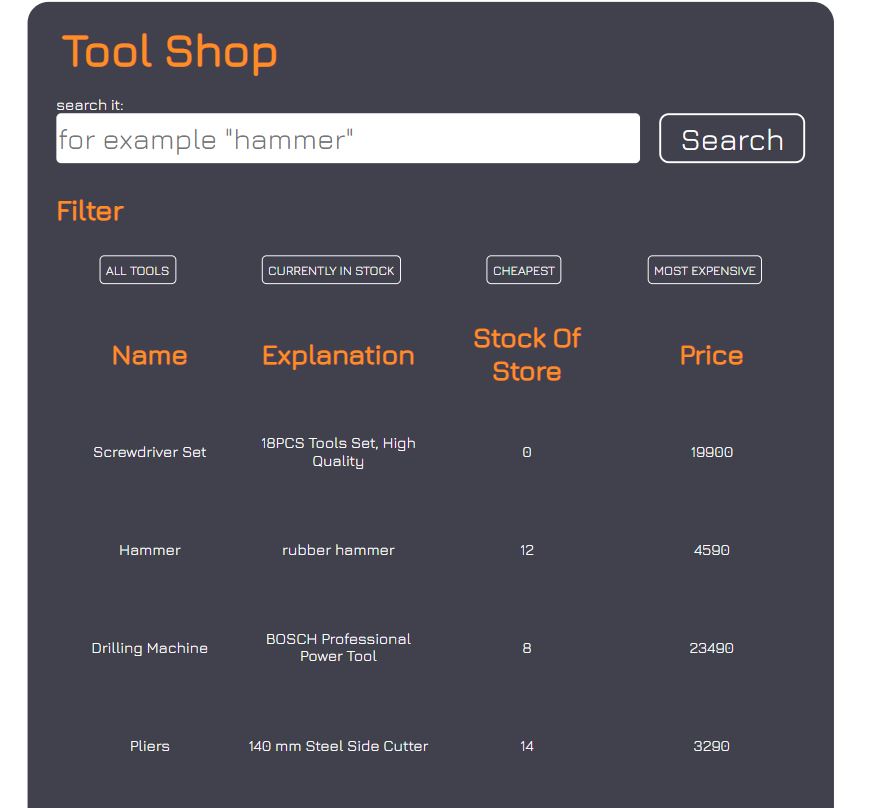 Tool Shop
search it:
for example "hammer"
Search
Filter
ALL TOOLS
CURRENTLY IN STOCK
CHEAPEST
MOST EXPENSIVE
Name
Explanation
Stock Of
Store
Price
Screwdriver Set
18PCS Tools Set, High
Quality
0
19900
Hammer
rubber hammer
12
4590
Drilling Machine
BOSCH Professional
Power Tool
8
23490
Pliers
140 mm Steel Side Cutter
14
3290